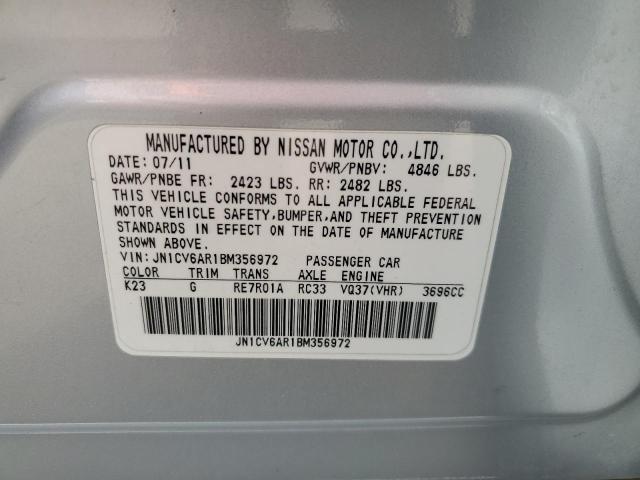 MANUFACTURED BY NISSAN MOTOR CO.,LTD.
DATE: 07/11 GVWR/PNBV: 4846 LBS.
GAWR/PNBE FR: 2423 LBS. RR: 2482 LBS.
THIS VEHICLE CONFORMS TO ALL APPLICABLE FEDERAL
MOTOR VEHICLE SAFETY,BUMPER,AND THEFT PREVENTION
STANDARDS IN EFFECT ON THE DATE OF MANUFACTURE
SHOWN ABOVE.
VIN: JN1CV6AR1BM356972 PASSENGER CAR
COLOR TRIM TRANS AXLE ENGINE
K23 G RE7R01A RC33 VQ37(VHR) 3696CC
JN1CV6AR1BM356972